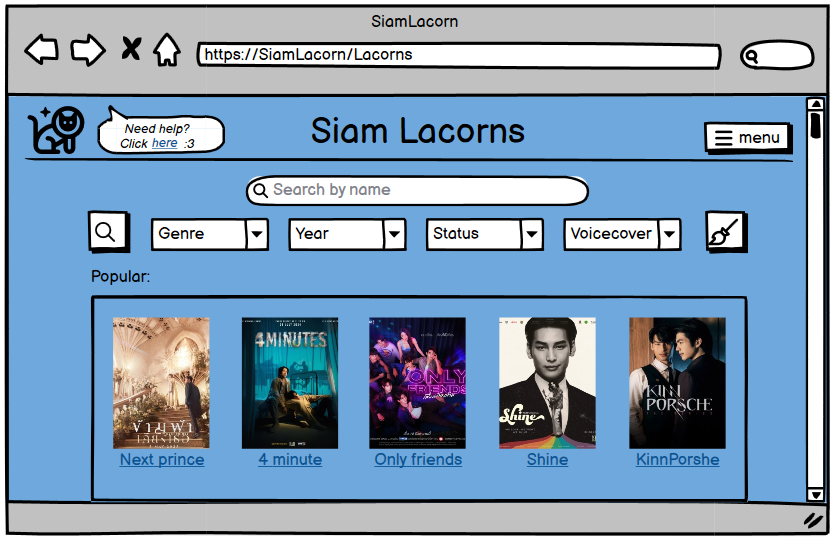 SiamLacorn
https://SiamLacorn/Lacorns
Need help?
Click here :3
Siam Lacorns
menu
Search by name
Genre
Year
Status
Voicecover
Popular:
4MINUTES
ONLY
FRIENDS
Shine
KINN
PORSCHE
Next prince
4 minute
Only friends
Shine
KinnPorshe